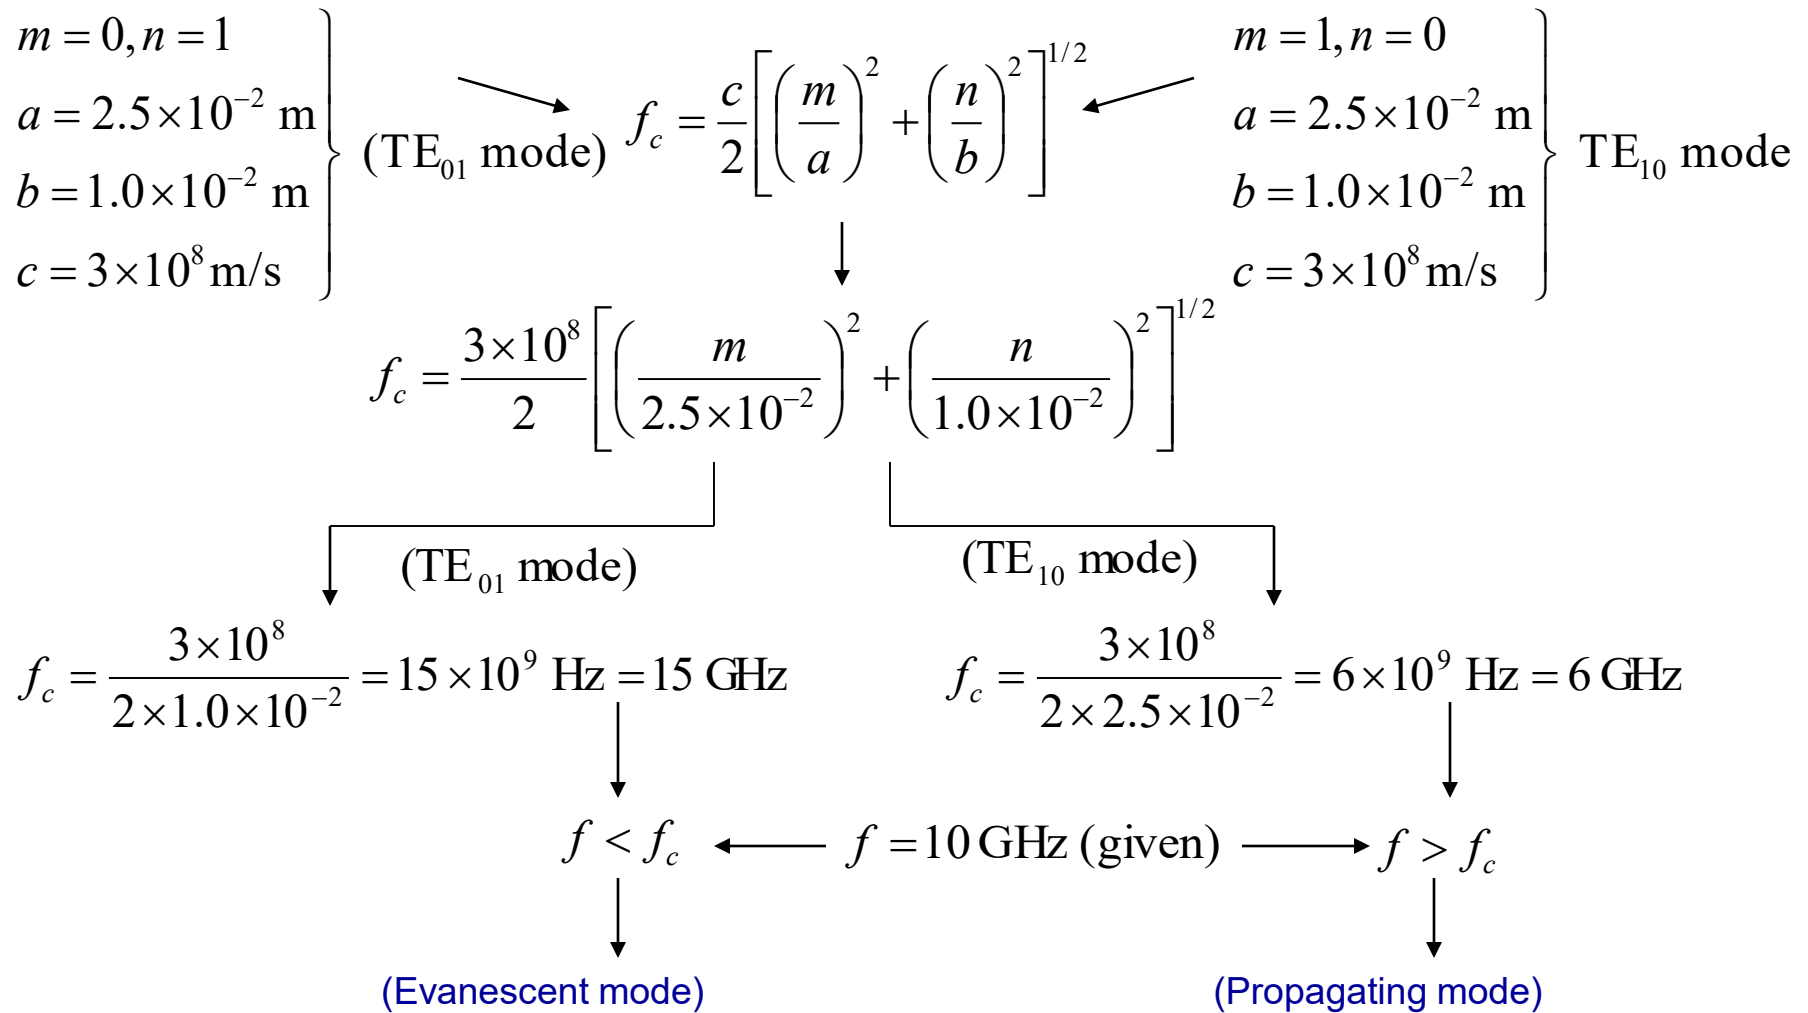 m = 0, n = 1
a = 2.5×10⁻² m
b = 1.0×10⁻² m
c = 3×10⁸ m/s
(TE₀₁ mode)
f_c = c/2 [(m/a)² + (n/b)²]^{1/2}
m = 1, n = 0
a = 2.5×10⁻² m
b = 1.0×10⁻² m
c = 3×10⁸ m/s
TE₁₀ mode
f_c = 3×10⁸/2 [(m/2.5×10⁻²)² + (n/1.0×10⁻²)²]^{1/2}
(TE₀₁ mode)
(TE₁₀ mode)
f_c = 3×10⁸/2×1.0×10⁻² = 15×10⁹ Hz = 15 GHz
f_c = 3×10⁸/2×2.5×10⁻² = 6×10⁹ Hz = 6 GHz
f < f_c
f = 10 GHz (given)
f > f_c
(Evanescent mode)
(Propagating mode)